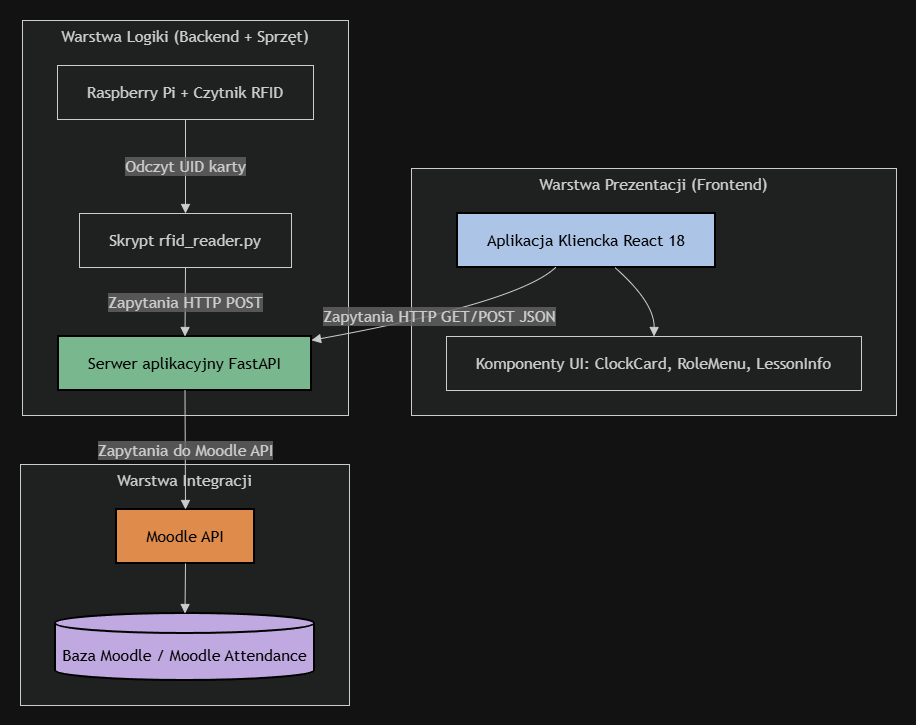 Warstwa Logiki (Backend + Sprzęt)
Raspberry Pi + Czytnik RFID
Odczyt UID karty
Skrypt rfid_reader.py
Zapytania HTTP POST
Serwer aplikacyjny FastAPI
Warstwa Prezentacji (Frontend)
Aplikacja Kliencka React 18
Zapytania HTTP GET/POST JSON
Komponenty UI: ClockCard, RoleMenu, LessonInfo
Zapytania do Moodle API
Warstwa Integracji
Moodle API
Baza Moodle / Moodle Attendance